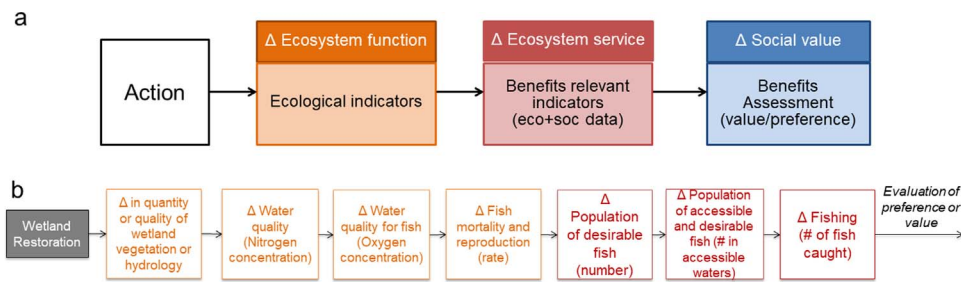 a
Action
Δ Ecosystem function
Ecological indicators
Δ Ecosystem service
Benefits relevant
indicators
(eco+soc data)
Δ Social value
Benefits
Assessment
(value/preference)
b
Wetland
Restoration
Δ in quantity
or quality of
wetland
vegetation or
hydrology
Δ Water
quality
(Nitrogen
concentration)
Δ Water
quality for fish
(Oxygen
concentration)
Δ Fish
mortality and
reproduction
(rate)
Δ
Population
of desirable
fish
(number)
Δ Population
of accessible
and desirable
fish (# in
accessible
waters)
Δ Fishing
(# of fish
caught)
Evaluation of
preference or
value